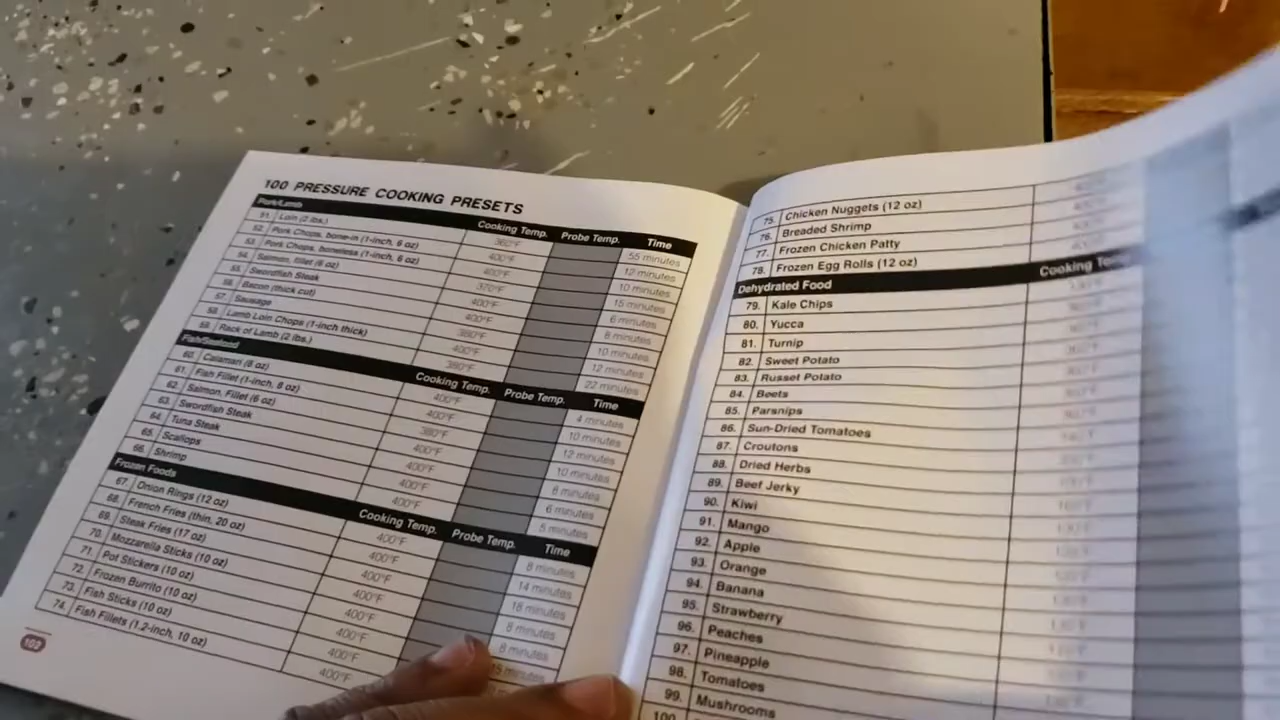 100 PRESSURE COOKING PRESETS
Pork/Lamb Cooking Temp. Probe Temp. Time
51. Loin (2 lbs.) 360°F 55 minutes
52. Pork Chops, bone-in (1-inch, 6 oz) 400°F 12 minutes
53. Pork Chops, boneless (1-inch, 6 oz) 400°F 10 minutes
54. Salmon, fillet (6 oz) 370°F 15 minutes
55. Swordfish Steak 400°F 6 minutes
56. Bacon (thick cut) 400°F 8 minutes
57. Sausage 380°F 10 minutes
58. Lamb Loin Chops (1-inch thick) 400°F 12 minutes
59. Rack of Lamb (2 lbs.) 380°F 22 minutes
Fish/Seafood Cooking Temp. Probe Temp. Time
60. Calamari (8 oz) 400°F 4 minutes
61. Fish Fillet (1-inch, 8 oz) 400°F 10 minutes
62. Salmon, Fillet (6 oz) 380°F 12 minutes
63. Swordfish Steak 400°F 10 minutes
64. Tuna Steak 400°F 8 minutes
65. Scallops 400°F 6 minutes
66. Shrimp 400°F 5 minutes
Frozen Foods Cooking Temp. Probe Temp. Time
67. Onion Rings (12 oz) 400°F 8 minutes
68. French Fries (thin, 20 oz) 400°F 14 minutes
69. Steak Fries (17 oz) 400°F 18 minutes
70. Mozzarella Sticks (10 oz) 400°F 8 minutes
71. Pot Stickers (10 oz) 400°F 8 minutes
72. Frozen Burrito (10 oz) 400°F 15 minutes
73. Fish Sticks (10 oz) 400°F
74. Fish Fillets (1.2-inch, 10 oz) 400°F
75. Chicken Nuggets (12 oz)
76. Breaded Shrimp
77. Frozen Chicken Patty
78. Frozen Egg Rolls (12 oz)
Dehydrated Food Cooking
79. Kale Chips
80. Yucca
81. Turnip
82. Sweet Potato
83. Russet Potato
84. Beets
85. Parsnips
86. Sun-Dried Tomatoes
87. Croutons
88. Dried Herbs
89. Beef Jerky
90. Kiwi
91. Mango
92. Apple
93. Orange
94. Banana
95. Strawberry
96. Peaches
97. Pineapple
98. Tomatoes
99. Mushrooms
100.